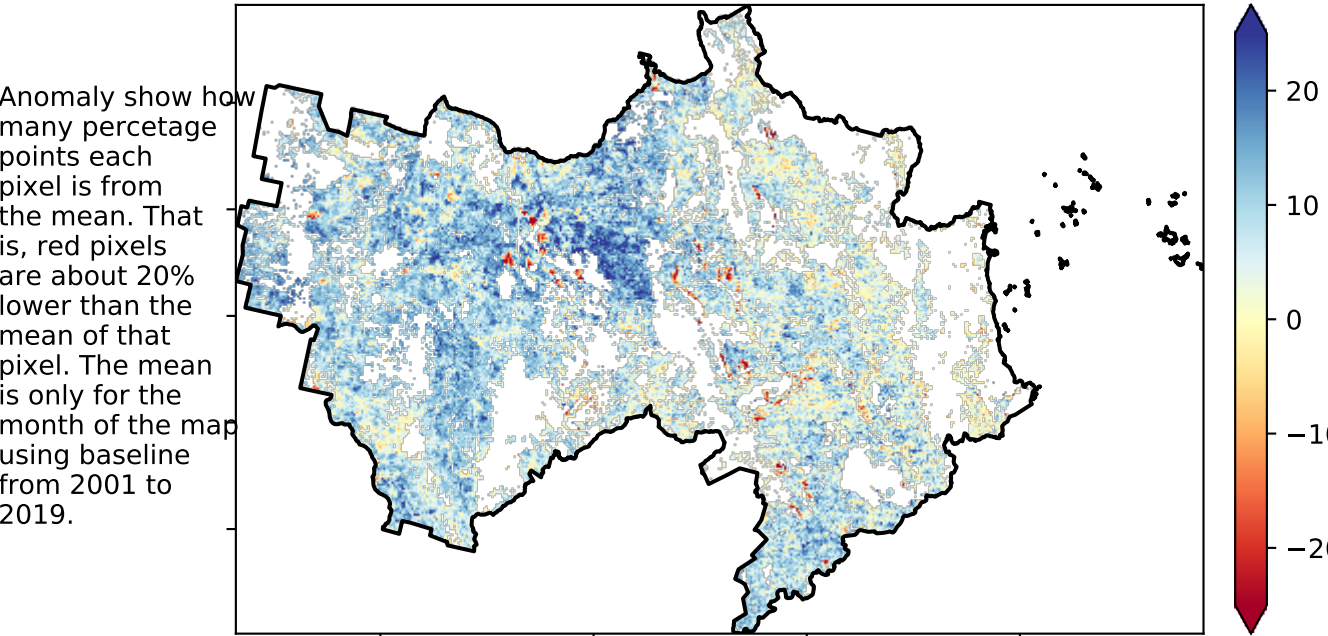 Anomaly show how
many percetage
points each
pixel is from
the mean. That
is, red pixels
are about 20%
lower than the
mean of that
pixel. The mean
is only for the
month of the map
using baseline
from 2001 to
2019.
20
10
0
−10
−20